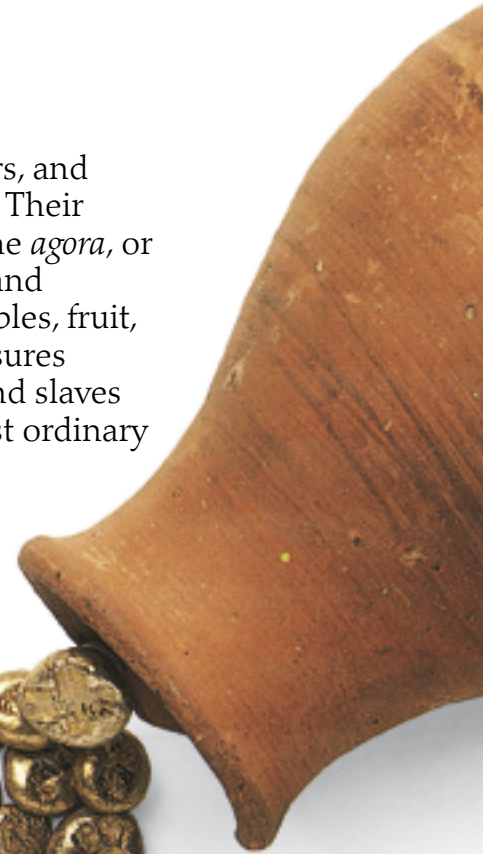 rs, and
Their
he agora, or
and
bles, fruit,
sures
nd slaves
st ordinary